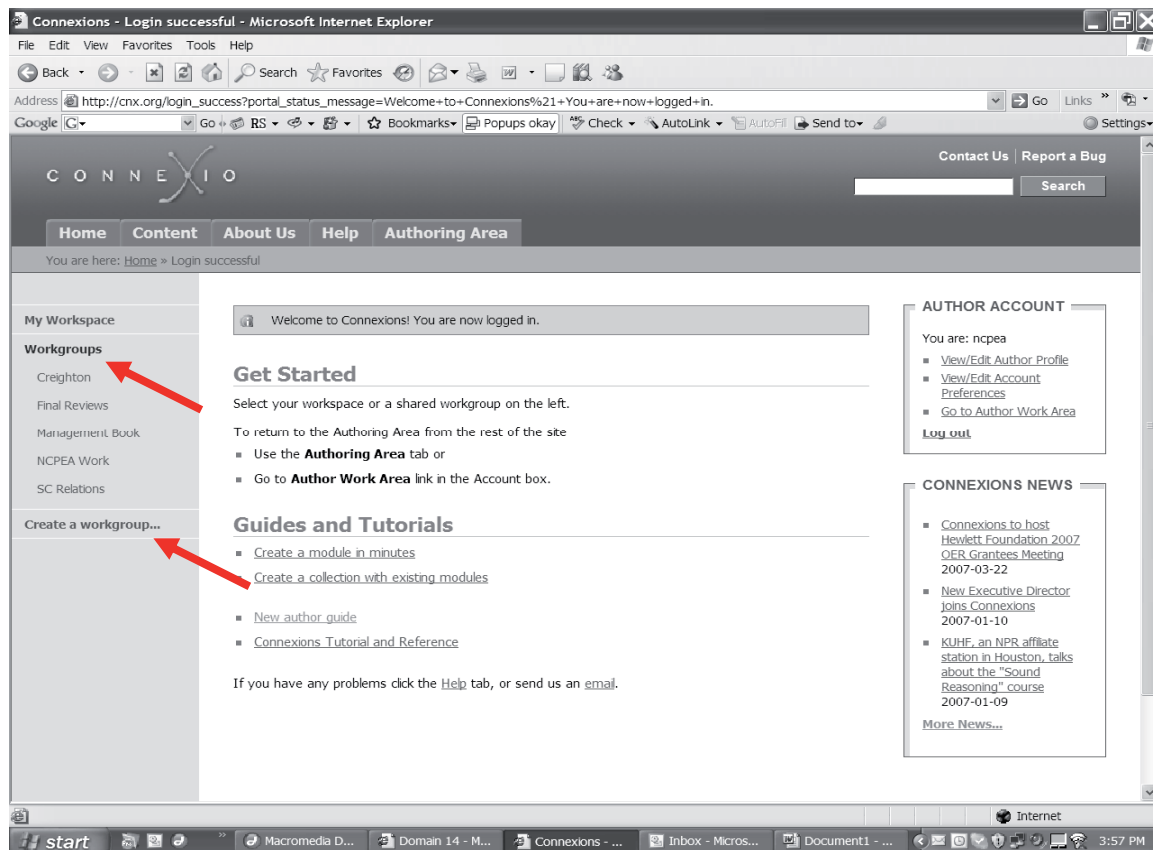 Connexions - Login successful - Microsoft Internet Explorer
File Edit View Favorites Tools Help
Back Search Favorites
Address http://cnx.org/login_success?portal_status_message=Welcome+to+Connexions%21+You+are+now+logged+in. Go Links »
Google G Go RS Bookmarks Popups okay Check AutoLink AutoFill Send to Settings
CONNEXIO
Contact Us | Report a Bug
Search
Home Content About Us Help Authoring Area
You are here: Home » Login successful
My Workspace
Workgroups
Creighton
Final Reviews
Management Book
NCPEA Work
SC Relations
Create a workgroup...
Welcome to Connexions! You are now logged in.
Get Started
Select your workspace or a shared workgroup on the left.
To return to the Authoring Area from the rest of the site
Use the Authoring Area tab or
Go to Author Work Area link in the Account box.
Guides and Tutorials
Create a module in minutes
Create a collection with existing modules
New author guide
Connexions Tutorial and Reference
If you have any problems click the Help tab, or send us an email.
AUTHOR ACCOUNT
You are: ncpea
View/Edit Author Profile
View/Edit Account
Preferences
Go to Author Work Area
Log out
CONNEXIONS NEWS
Connexions to host
Hewlett Foundation 2007
OER Grantees Meeting
2007-03-22
New Executive Director
joins Connexions
2007-01-10
KUHF, an NPR affiliate
station in Houston, talks
about the "Sound
Reasoning" course
2007-01-09
More News...
Internet
start » Macromedia D... Domain 14 - M... Connexions - ... Inbox - Micros... Document1 - ... 3:57 PM